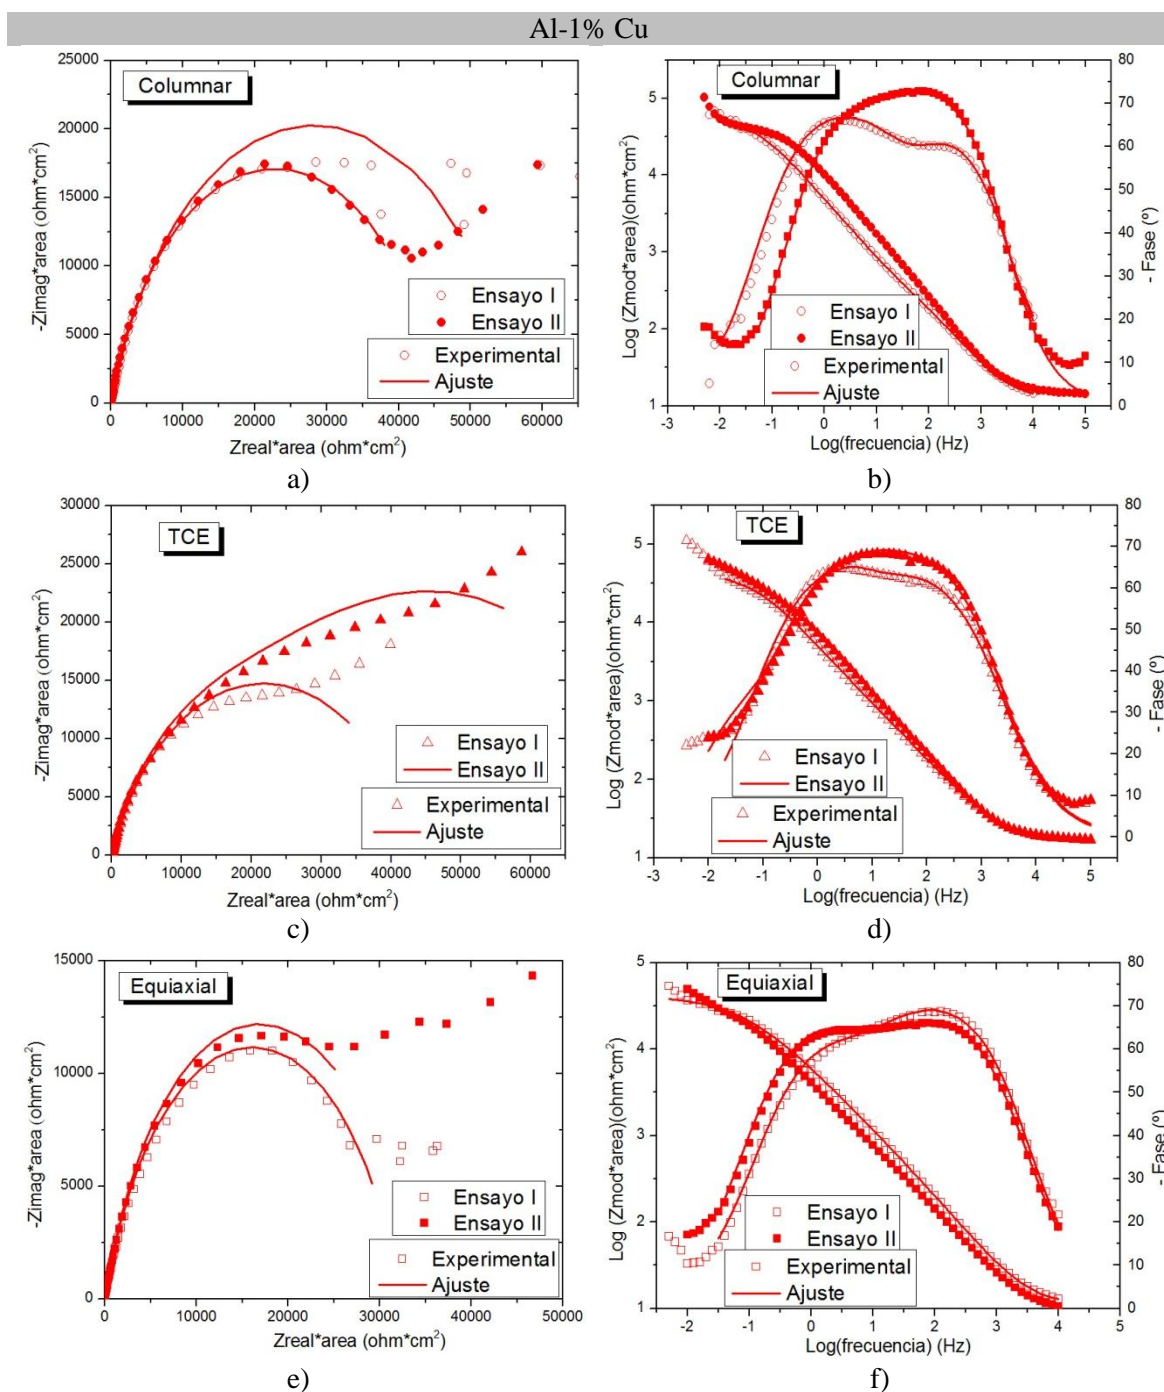 Al-1% Cu
Columnar
-Zimag*area (ohm*cm²)
25000
20000
15000
10000
5000
0
Ensayo I
Ensayo II
Experimental
Ajuste
0 10000 20000 30000 40000 50000 60000
Zreal*area (ohm*cm²)
a)
Columnar
Log (Zmod*area)(ohm*cm²)
5
4
3
2
1
80
70
60
50
40
30
20
10
0
- Fase (º)
Ensayo I
Ensayo II
Experimental
Ajuste
-3 -2 -1 0 1 2 3 4 5
Log(frecuencia) (Hz)
b)
TCE
-Zimag*area (ohm*cm²)
30000
25000
20000
15000
10000
5000
0
Ensayo I
Ensayo II
Experimental
Ajuste
0 10000 20000 30000 40000 50000 60000
Zreal*area (ohm*cm²)
c)
TCE
Log (Zmod*area)(ohm*cm²)
5
4
3
2
1
80
70
60
50
40
30
20
10
0
- Fase (º)
Ensayo I
Ensayo II
Experimental
Ajuste
-3 -2 -1 0 1 2 3 4 5
Log(frecuencia) (Hz)
d)
Equiaxial
-Zimag*area (ohm*cm²)
15000
10000
5000
0
Ensayo I
Ensayo II
Experimental
Ajuste
0 10000 20000 30000 40000 50000
Zreal*area (ohm*cm²)
e)
Equiaxial
Log (Zmod*area)(ohm*cm²)
5
4
3
2
1
80
70
60
50
40
30
20
10
0
- Fase (º)
Ensayo I
Ensayo II
Experimental
Ajuste
-2 -1 0 1 2 3 4 5
Log(frecuencia) (Hz)
f)